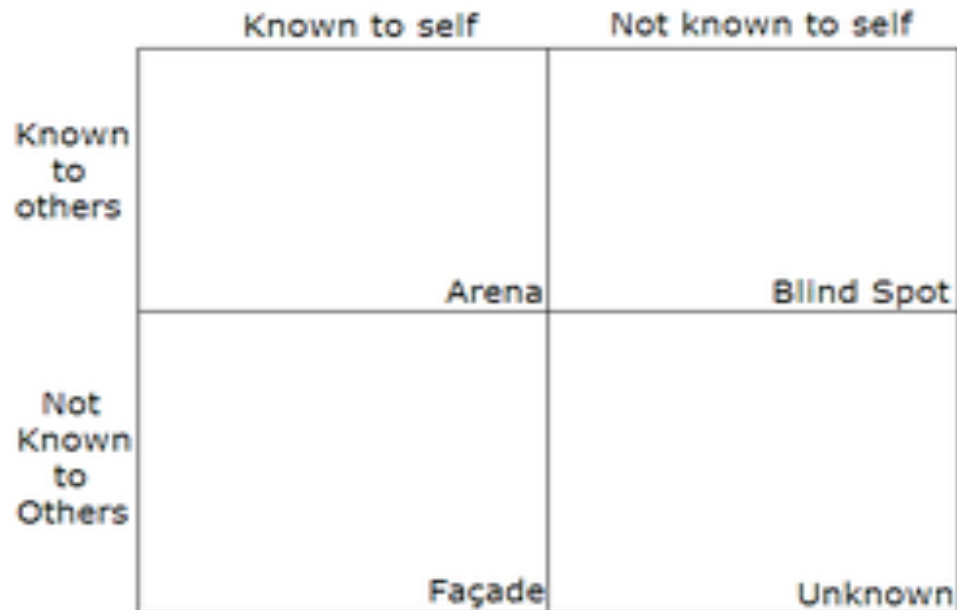 Known to self
Not known to self
Known
to
others
Arena
Blind Spot
Not
Known
to
Others
Façade
Unknown